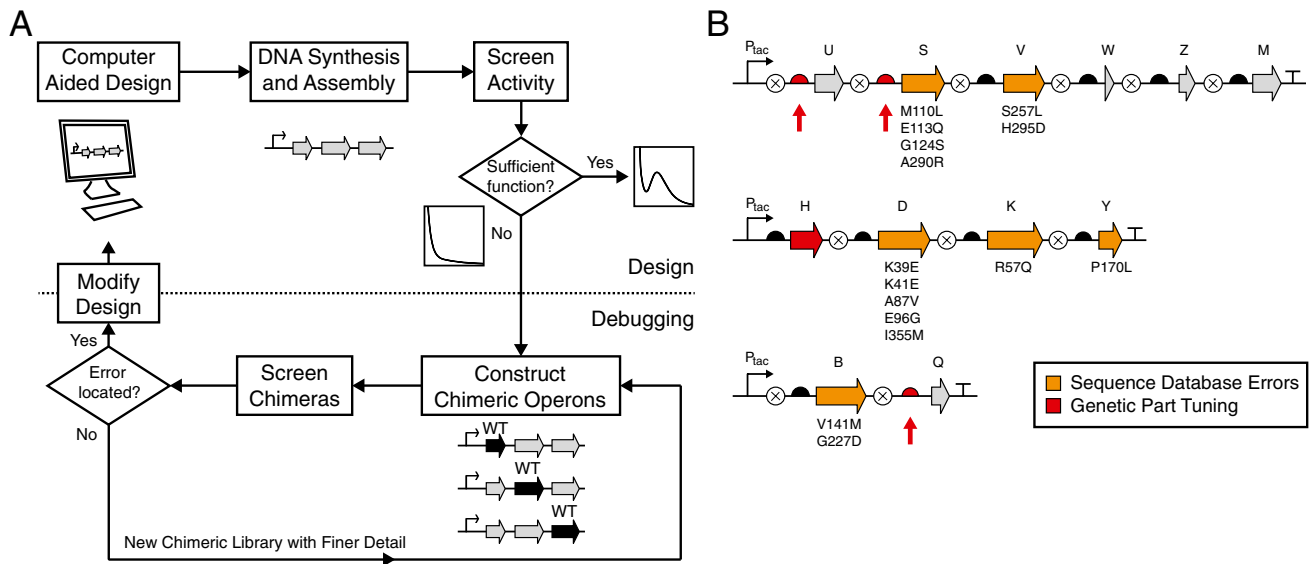 A
Computer
Aided Design
DNA Synthesis
and Assembly
Screen
Activity
Sufficient
function?
Yes
No
Design
Debugging
Modify
Design
Yes
Error
located?
No
Screen
Chimeras
Construct
Chimeric Operons
WT
WT
WT
New Chimeric Library with Finer Detail
B
Ptac
U
S
V
W
Z
M
M110L
E113Q
G124S
A290R
S257L
H295D
Ptac
H
D
K
Y
K39E
K41E
A87V
E96G
I355M
R57Q
P170L
Ptac
B
Q
V141M
G227D
Sequence Database Errors
Genetic Part Tuning